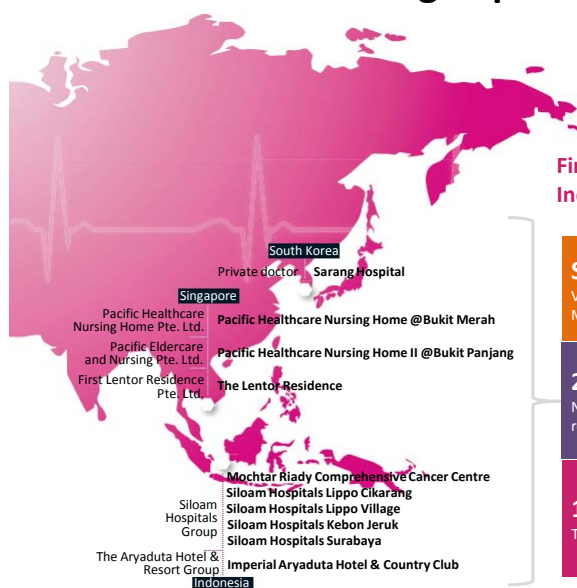 South Korea
Private doctor Sarang Hospital
Singapore
Pacific Healthcare
Nursing Home Pte. Ltd.
Pacific Healthcare Nursing Home @Bukit Merah
Pacific Eldercare
and Nursing Pte. Ltd.
Pacific Healthcare Nursing Home II @Bukit Panjang
First Lentor Residence
Pte. Ltd.
The Lentor Residence
Mochtar Riady Comprehensive Cancer Centre
Siloam Hospitals Lippo Cikarang
Siloam Hospitals Lippo Village
Siloam Hospitals Kebon Jeruk
Siloam Hospitals Surabaya
Siloam
Hospitals
Group
The Aryaduta Hotel &
Resort Group
Imperial Aryaduta Hotel & Country Club
Indonesia